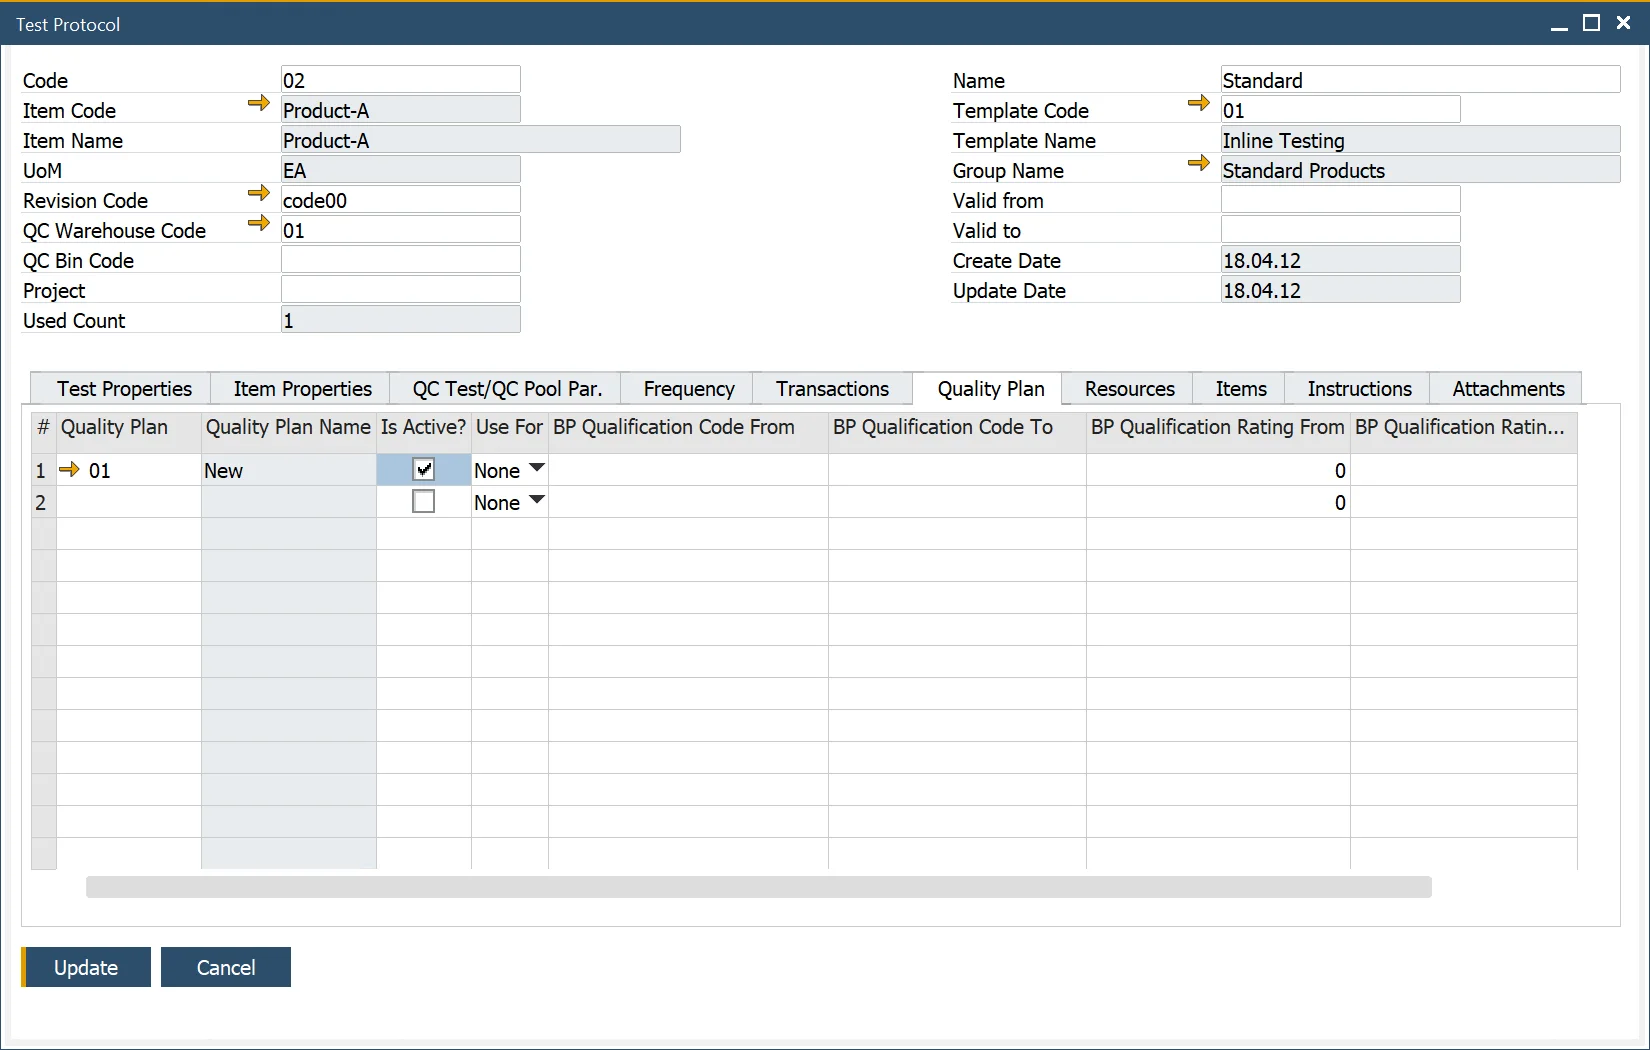 Test Protocol
Code 02
Item Code Product-A
Item Name Product-A
UoM EA
Revision Code code00
QC Warehouse Code 01
QC Bin Code
Project
Used Count 1
Name Standard
Template Code 01
Template Name Inline Testing
Group Name Standard Products
Valid from
Valid to
Create Date 18.04.12
Update Date 18.04.12
Test Properties Item Properties QC Test/QC Pool Par. Frequency Transactions Quality Plan Resources Items Instructions Attachments
# Quality Plan Quality Plan Name Is Active? Use For BP Qualification Code From BP Qualification Code To BP Qualification Rating From BP Qualification Ratin...
1 01 New None 0
2 None 0
Update Cancel